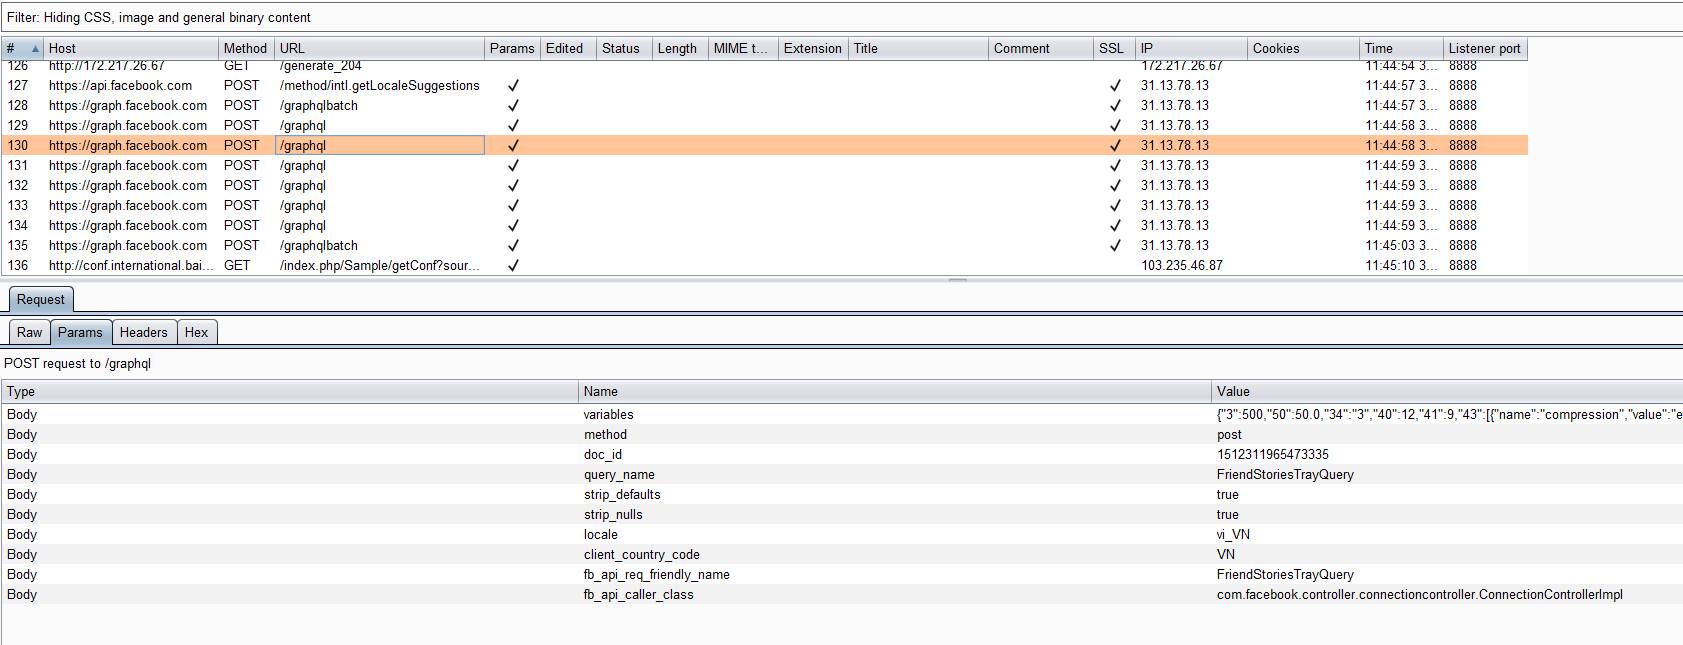 Filter: Hiding CSS, image and general binary content
# Host Method URL Params Edited Status Length MIME t... Extension Title Comment SSL IP Cookies Time Listener port
126 http://172.217.26.67 GET /generate_204 172.217.26.67 11:44:54 3... 8888
127 https://api.facebook.com POST /method/intl.getLocaleSuggestions ✓ ✓ 31.13.78.13 11:44:57 3... 8888
128 https://graph.facebook.com POST /graphqlbatch ✓ ✓ 31.13.78.13 11:44:57 3... 8888
129 https://graph.facebook.com POST /graphql ✓ ✓ 31.13.78.13 11:44:58 3... 8888
130 https://graph.facebook.com POST /graphql ✓ ✓ 31.13.78.13 11:44:58 3... 8888
131 https://graph.facebook.com POST /graphql ✓ ✓ 31.13.78.13 11:44:59 3... 8888
132 https://graph.facebook.com POST /graphql ✓ ✓ 31.13.78.13 11:44:59 3... 8888
133 https://graph.facebook.com POST /graphql ✓ ✓ 31.13.78.13 11:44:59 3... 8888
134 https://graph.facebook.com POST /graphql ✓ ✓ 31.13.78.13 11:44:59 3... 8888
135 https://graph.facebook.com POST /graphqlbatch ✓ ✓ 31.13.78.13 11:45:03 3... 8888
136 http://conf.international.bai... GET /index.php/Sample/getConf?sour... ✓ 103.235.46.87 11:45:10 3... 8888
Request
Raw Params Headers Hex
POST request to /graphql
Type Name Value
Body variables {"3":500,"50":50.0,"34":"3","40":12,"41":9,"43":[{"name":"compression","value":"e
Body method post
Body doc_id 1512311965473335
Body query_name FriendStoriesTrayQuery
Body strip_defaults true
Body strip_nulls true
Body locale vi_VN
Body client_country_code VN
Body fb_api_req_friendly_name FriendStoriesTrayQuery
Body fb_api_caller_class com.facebook.controller.connectioncontroller.ConnectionControllerImpl